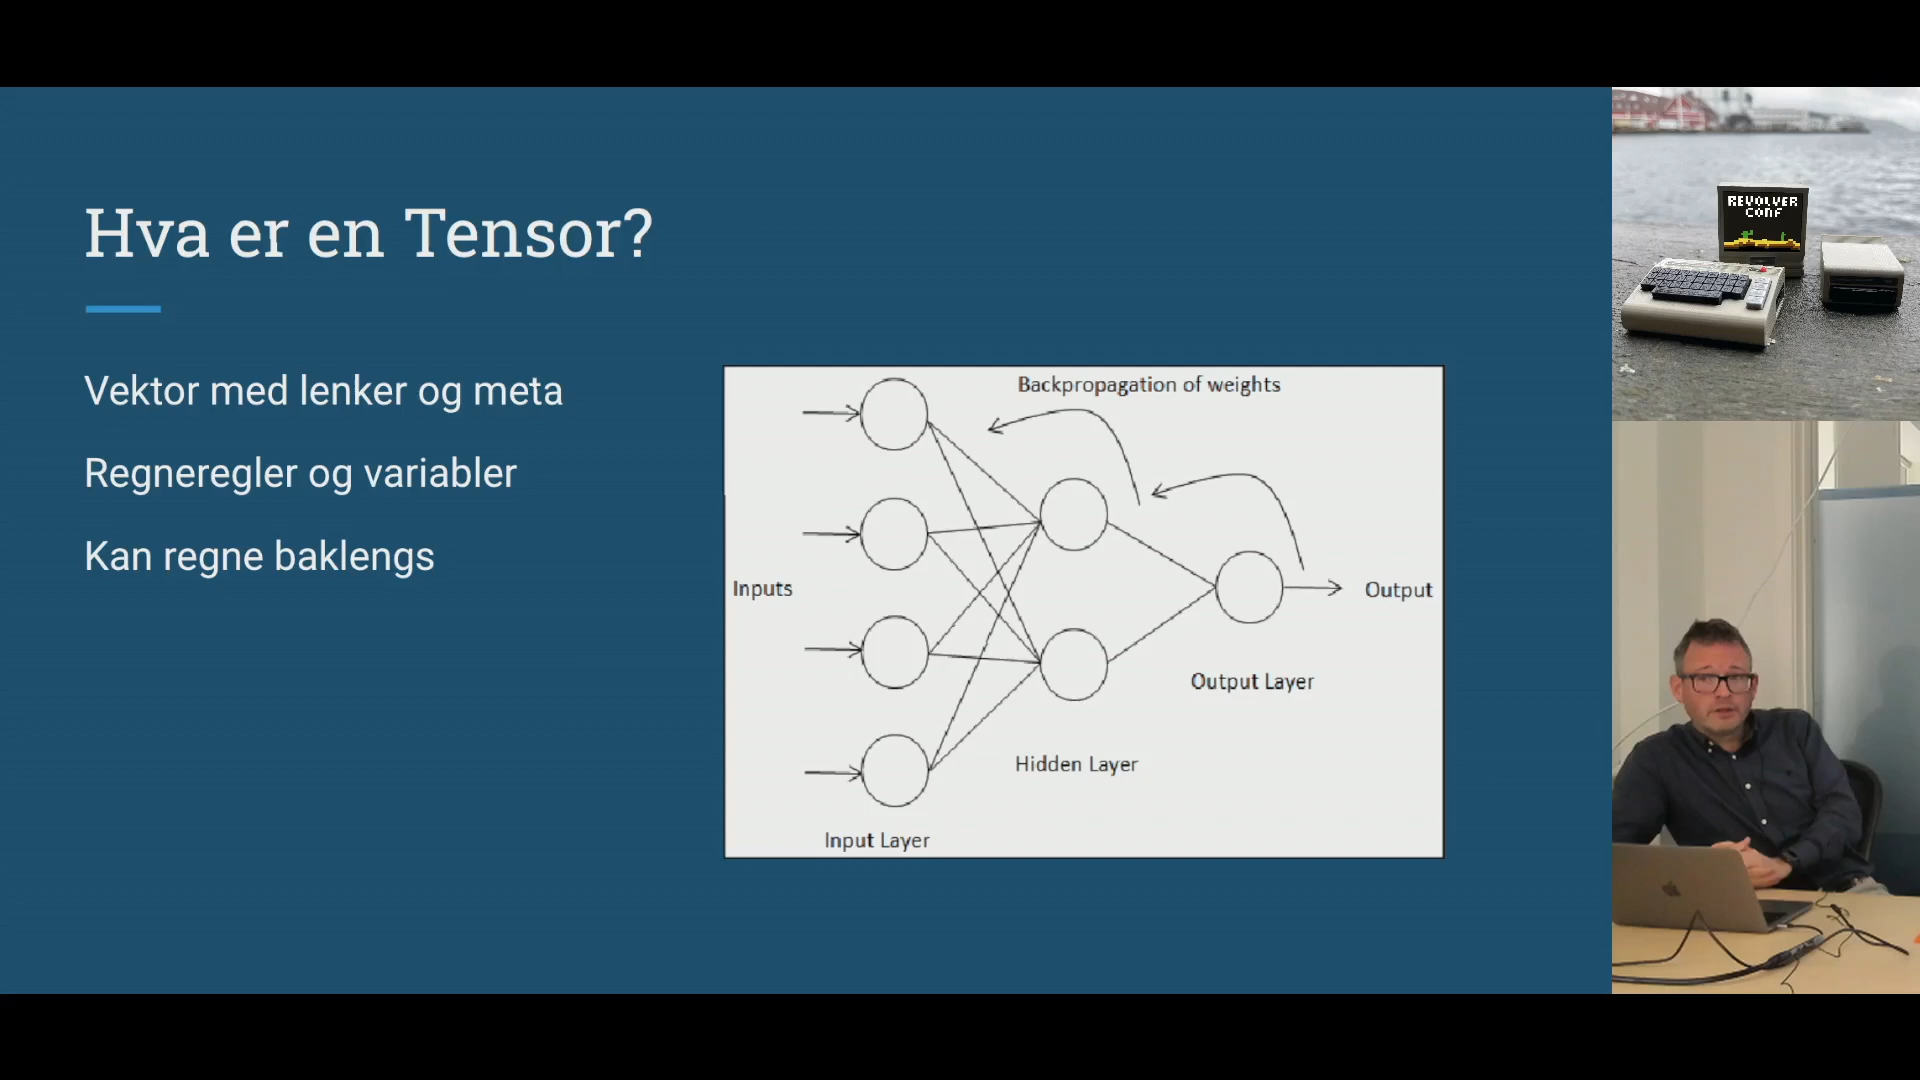 Hva er en Tensor?
Vektor med lenker og meta
Regneregler og variabler
Kan regne baklengs
Backpropagation of weights
Inputs
Output
Output Layer
Hidden Layer
Input Layer
REVOLVER
CONF